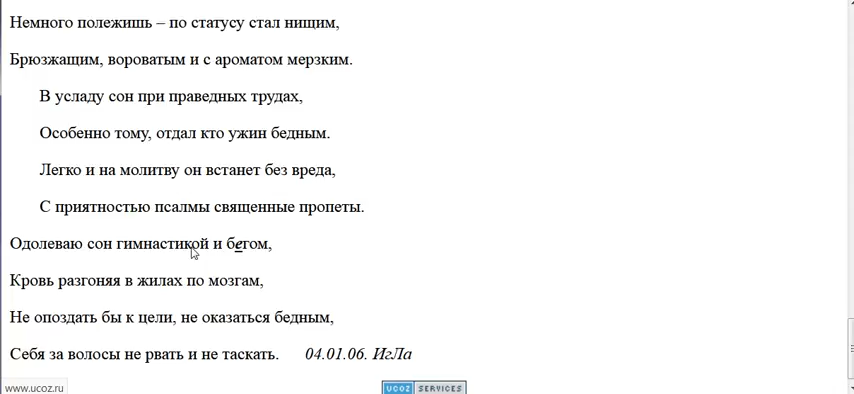 Немного полежишь – по статусу стал нищим,
Брюзжащим, вороватым и с ароматом мерзким.
В усладу сон при праведных трудах,
Особенно тому, отдал кто ужин бедным.
Легко и на молитву он встанет без вреда,
С приятностью псалмы священные пропеты.
Одолеваю сон гимнастикой и бегом,
Кровь разгоняя в жилах по мозгам,
Не опоздать бы к цели, не оказаться бедным,
Себя за волосы не рвать и не таскать. 04.01.06. ИгЛа
www.ucoz.ru
UCOZ SERVICES